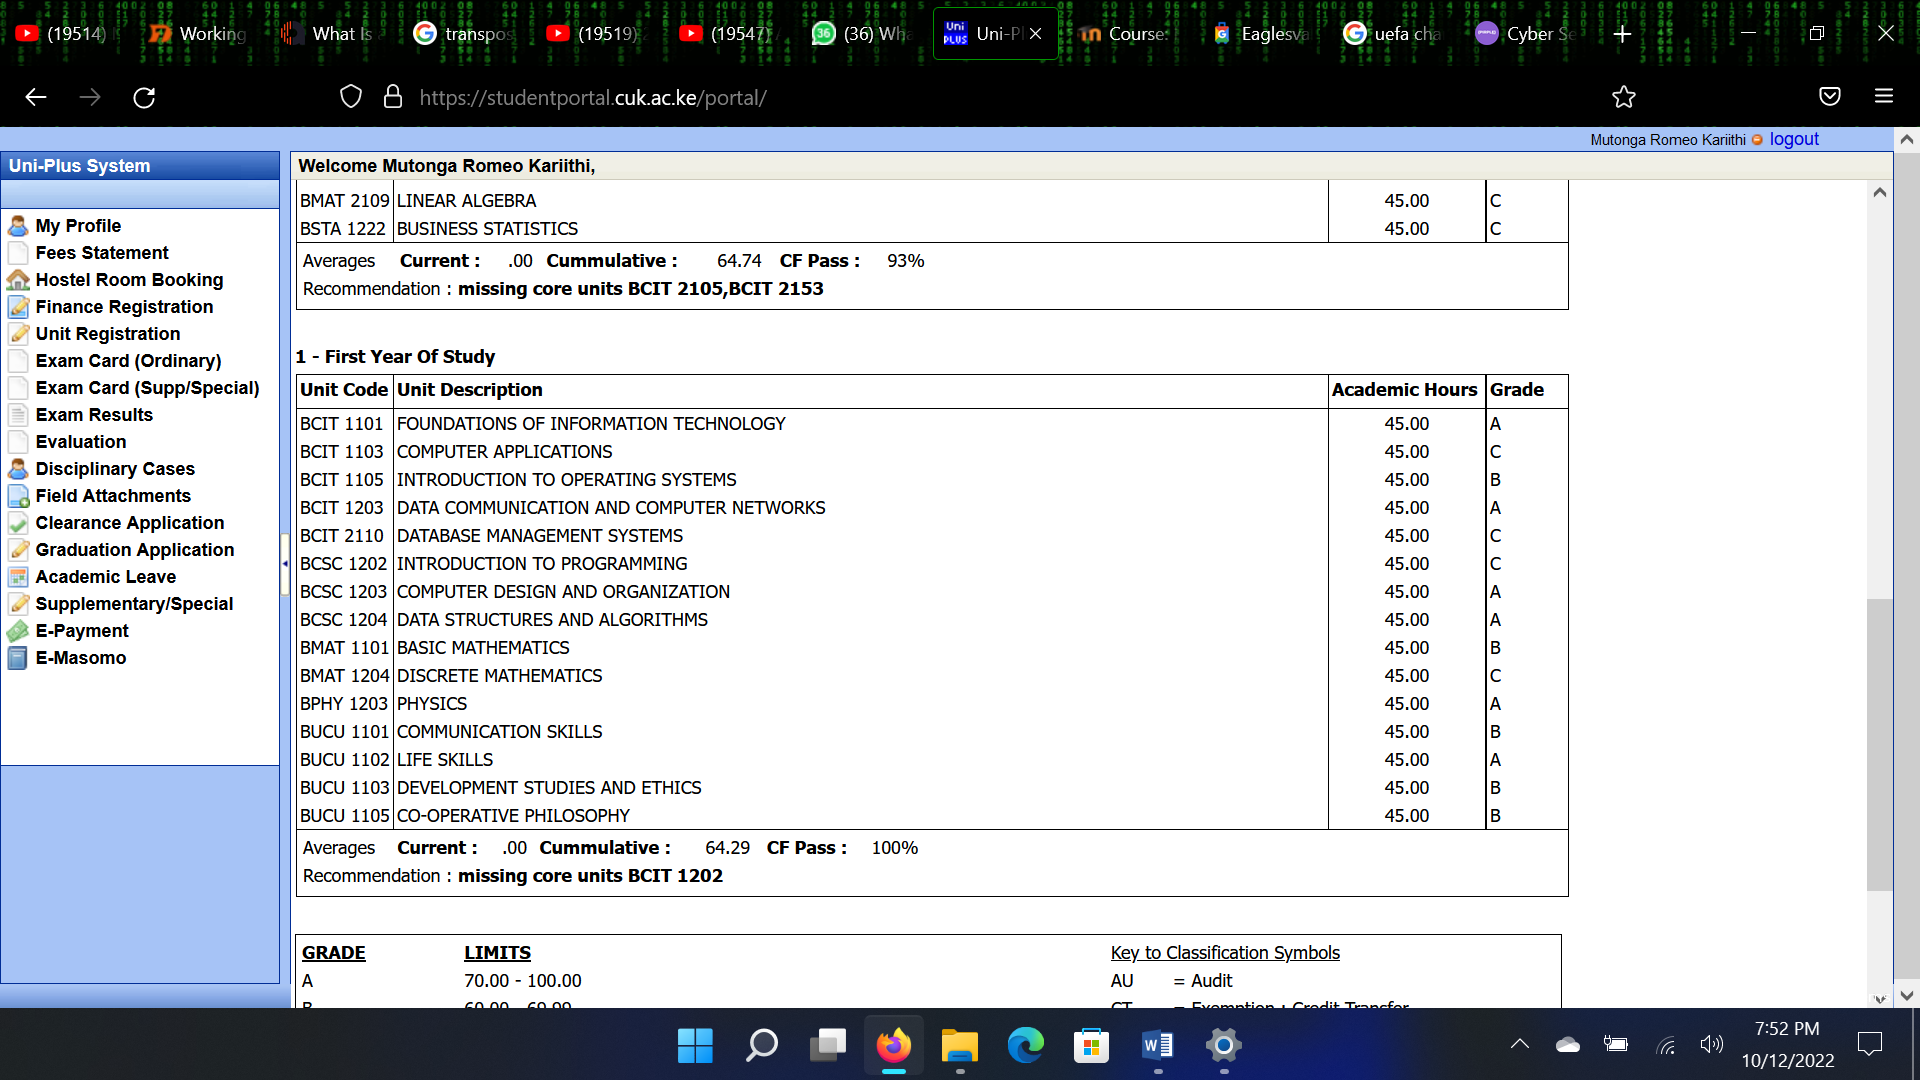 (19514)
Working
What Is
transpos
(19519)
(19547)
(36) Wha
Uni-Pl
Course:
Eaglesva
uefa cha
Cyber Se
https://studentportal.cuk.ac.ke/portal/
Mutonga Romeo Kariithi logout
Uni-Plus System
Welcome Mutonga Romeo Kariithi,
My Profile
Fees Statement
Hostel Room Booking
Finance Registration
Unit Registration
Exam Card (Ordinary)
Exam Card (Supp/Special)
Exam Results
Evaluation
Disciplinary Cases
Field Attachments
Clearance Application
Graduation Application
Academic Leave
Supplementary/Special
E-Payment
E-Masomo
BMAT 2109 LINEAR ALGEBRA 45.00 C
BSTA 1222 BUSINESS STATISTICS 45.00 C
Averages Current : .00 Cummulative : 64.74 CF Pass : 93%
Recommendation : missing core units BCIT 2105,BCIT 2153
1 - First Year Of Study
Unit Code Unit Description Academic Hours Grade
BCIT 1101 FOUNDATIONS OF INFORMATION TECHNOLOGY 45.00 A
BCIT 1103 COMPUTER APPLICATIONS 45.00 C
BCIT 1105 INTRODUCTION TO OPERATING SYSTEMS 45.00 B
BCIT 1203 DATA COMMUNICATION AND COMPUTER NETWORKS 45.00 A
BCIT 2110 DATABASE MANAGEMENT SYSTEMS 45.00 C
BCSC 1202 INTRODUCTION TO PROGRAMMING 45.00 C
BCSC 1203 COMPUTER DESIGN AND ORGANIZATION 45.00 A
BCSC 1204 DATA STRUCTURES AND ALGORITHMS 45.00 A
BMAT 1101 BASIC MATHEMATICS 45.00 B
BMAT 1204 DISCRETE MATHEMATICS 45.00 C
BPHY 1203 PHYSICS 45.00 A
BUCU 1101 COMMUNICATION SKILLS 45.00 B
BUCU 1102 LIFE SKILLS 45.00 A
BUCU 1103 DEVELOPMENT STUDIES AND ETHICS 45.00 B
BUCU 1105 CO-OPERATIVE PHILOSOPHY 45.00 B
Averages Current : .00 Cummulative : 64.29 CF Pass : 100%
Recommendation : missing core units BCIT 1202
GRADE LIMITS Key to Classification Symbols
A 70.00 - 100.00 AU = Audit
B 60.00 - 69.99 CT = Exemption : Credit Transfer
7:52 PM
10/12/2022